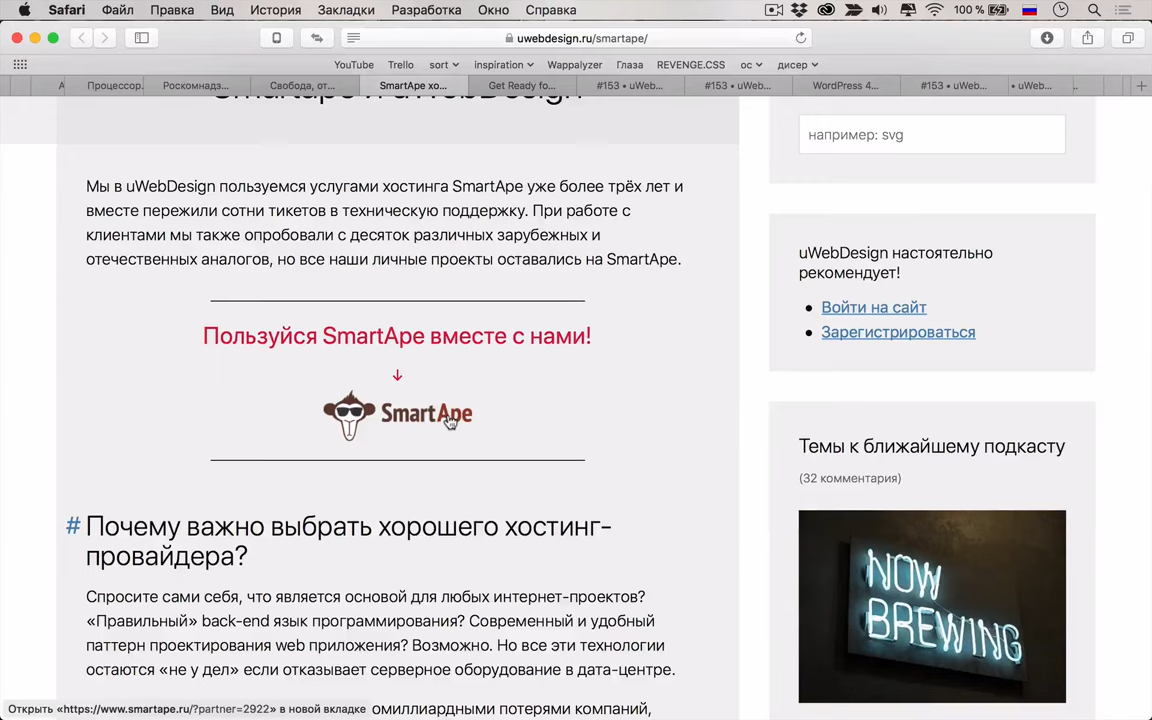 Safari Файл Правка Вид История Закладки Разработка Окно Справка 100 %
uwebdesign.ru/smartape/
YouTube Trello sort inspiration Wappalyzer Глаза REVENGE.CSS ос дисер
Процессор. Роскомнадз... Свобода, от... SmartApe хо... Get Ready fo... #153 • uWeb... #153 • uWeb... WordPress 4... #153 • uWeb... • uWeb...
Smartape и uWebDesign
Мы в uWebDesign пользуемся услугами хостинга SmartApe уже более трёх лет и
вместе пережили сотни тикетов в техническую поддержку. При работе с
клиентами мы также опробовали с десяток различных зарубежных и
отечественных аналогов, но все наши личные проекты оставались на SmartApe.
Пользуйся SmartApe вместе с нами!
↓
SmartApe
# Почему важно выбрать хорошего хостинг-
провайдера?
Спросите сами себя, что является основой для любых интернет-проектов?
«Правильный» back-end язык программирования? Современный и удобный
паттерн проектирования web приложения? Возможно. Но все эти технологии
остаются «не у дел» если отказывает серверное оборудование в дата-центре.
омиллиардными потерями компаний,
Открыть «https://www.smartape.ru/?partner=2922» в новой вкладке
например: svg
uWebDesign настоятельно
рекомендует!
Войти на сайт
Зарегистрироваться
Темы к ближайшему подкасту
(32 комментария)
NOW
BREWING